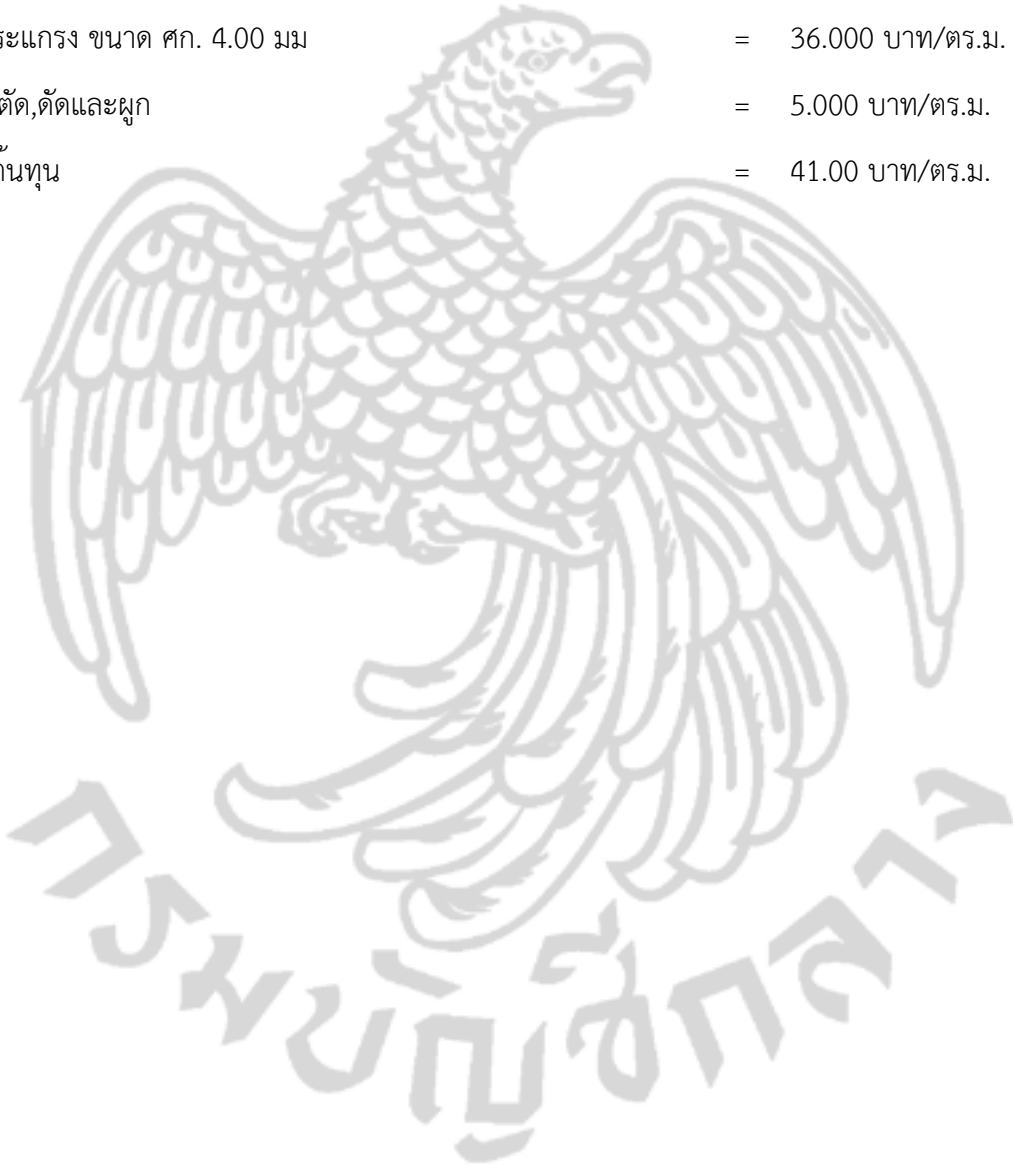 ระแกรง ขนาด ศก. 4.00 มม = 36.000 บาท/ตร.ม.
ตัด,ดัดและผูก = 5.000 บาท/ตร.ม.
้นทุน = 41.00 บาท/ตร.ม.
กรมบัญชีกลาง